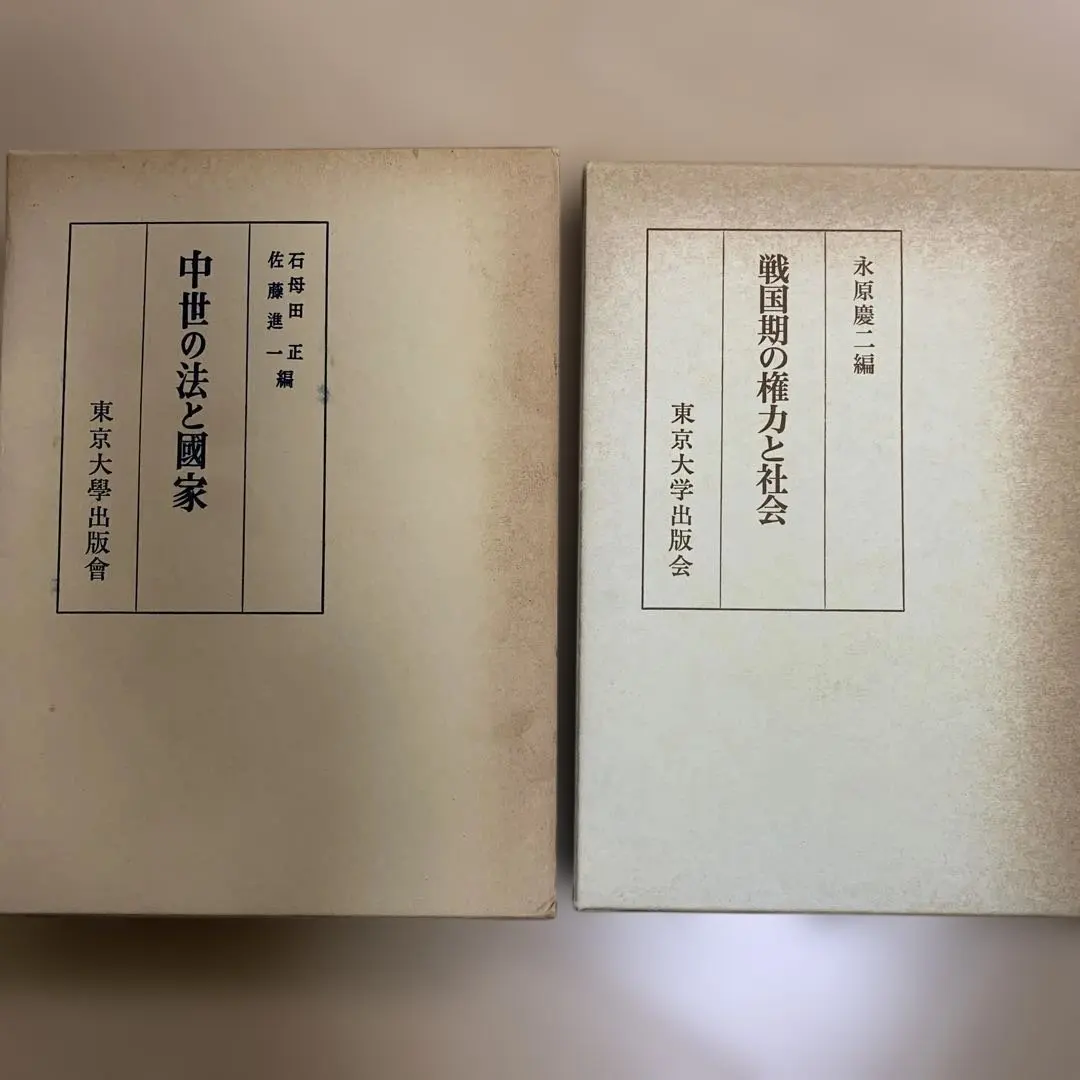 石母田　正
佐藤進一編
中世の法と國家
東京大學出版會
永原慶二編
戦国期の権力と社会
東京大学出版会